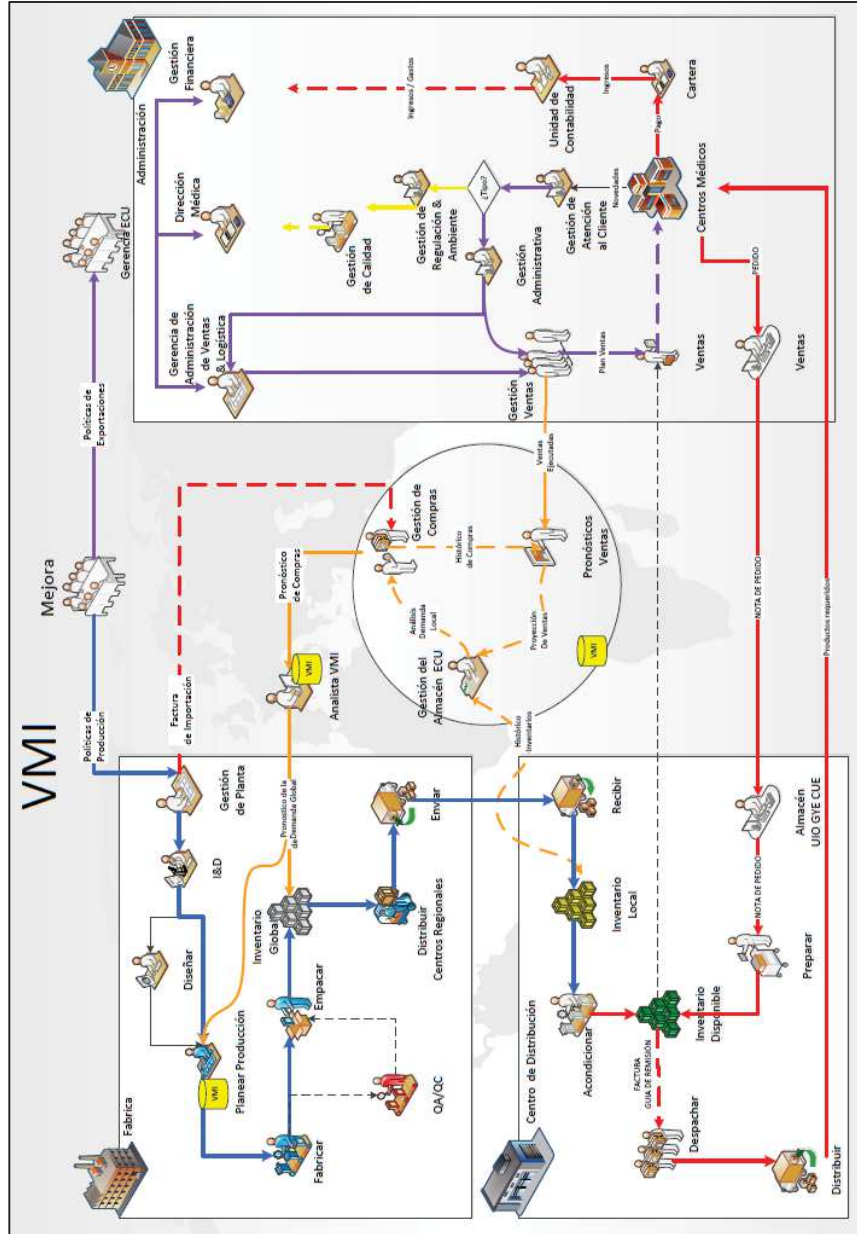 VMI
Mejora
Políticas de
Producción
Políticas de
Exportaciones
Gerencia ECU
Factura
de Importación
Fabrica
Gestión
de Planta
I&D
Diseñar
VMI
Planear Producción
Fabricar
QA/QC
Empacar
Inventario
Global
Distribuir
Centros Regionales
Enviar
Pronostico de la
Demanda Global
VMI
Analista VMI
Pronóstico
de Compras
Gestión de
Compras
Histórico
de Compras
Análisis
Demanda
Local
Gestión del
Almacén ECU
Proyección
De Ventas
Pronósticos
Ventas
VMI
Histórico
Inventarios
Ventas
Ejecutadas
Administración
Gerencia de
Administración
de Ventas
& Logística
Dirección
Médica
Gestión
Financiera
Gestión
de Calidad
Gestión de
Regulación &
Ambiente
Ingresos / Gastos
¿Tipo?
Gestión
Administrativa
Gestión de
Atención
al Cliente
Unidad de
Contabilidad
Ingresos
Gestión
Ventas
Plan Ventas
Novedades
Pago
Cartera
Ventas
Centros Médicos
PEDIDO
Ventas
NOTA DE PEDIDO
Productos requeridos
Centro de Distribución
Recibir
Inventario
Local
Acondicionar
Almacén
UIO GYE CUE
NOTA DE PEDIDO
Preparar
Inventario
Disponible
FACTURA
GUIA DE REMISIÓN
Despachar
Distribuir